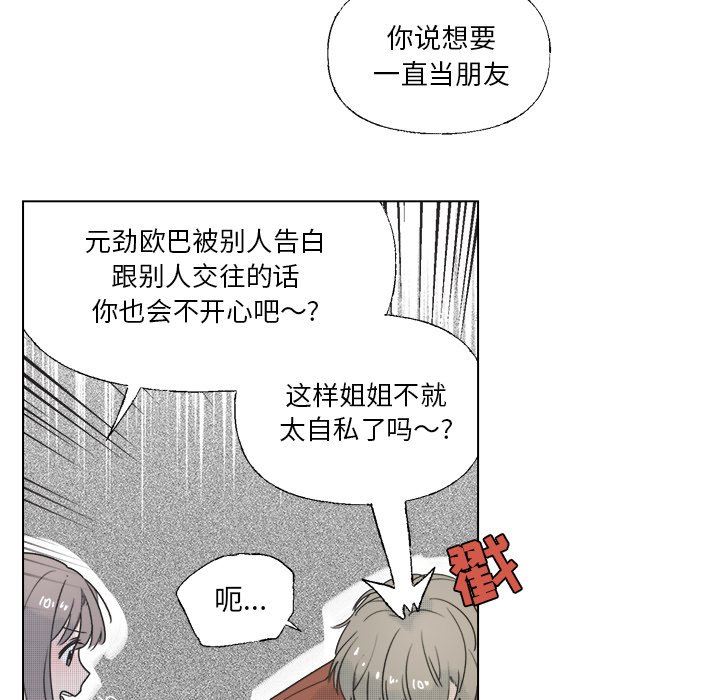 你说想要
一直当朋友
元劲欧巴被别人告白
跟别人交往的话
你也会不开心吧～?
这样姐姐不就
太自私了吗～?
戳
呃...